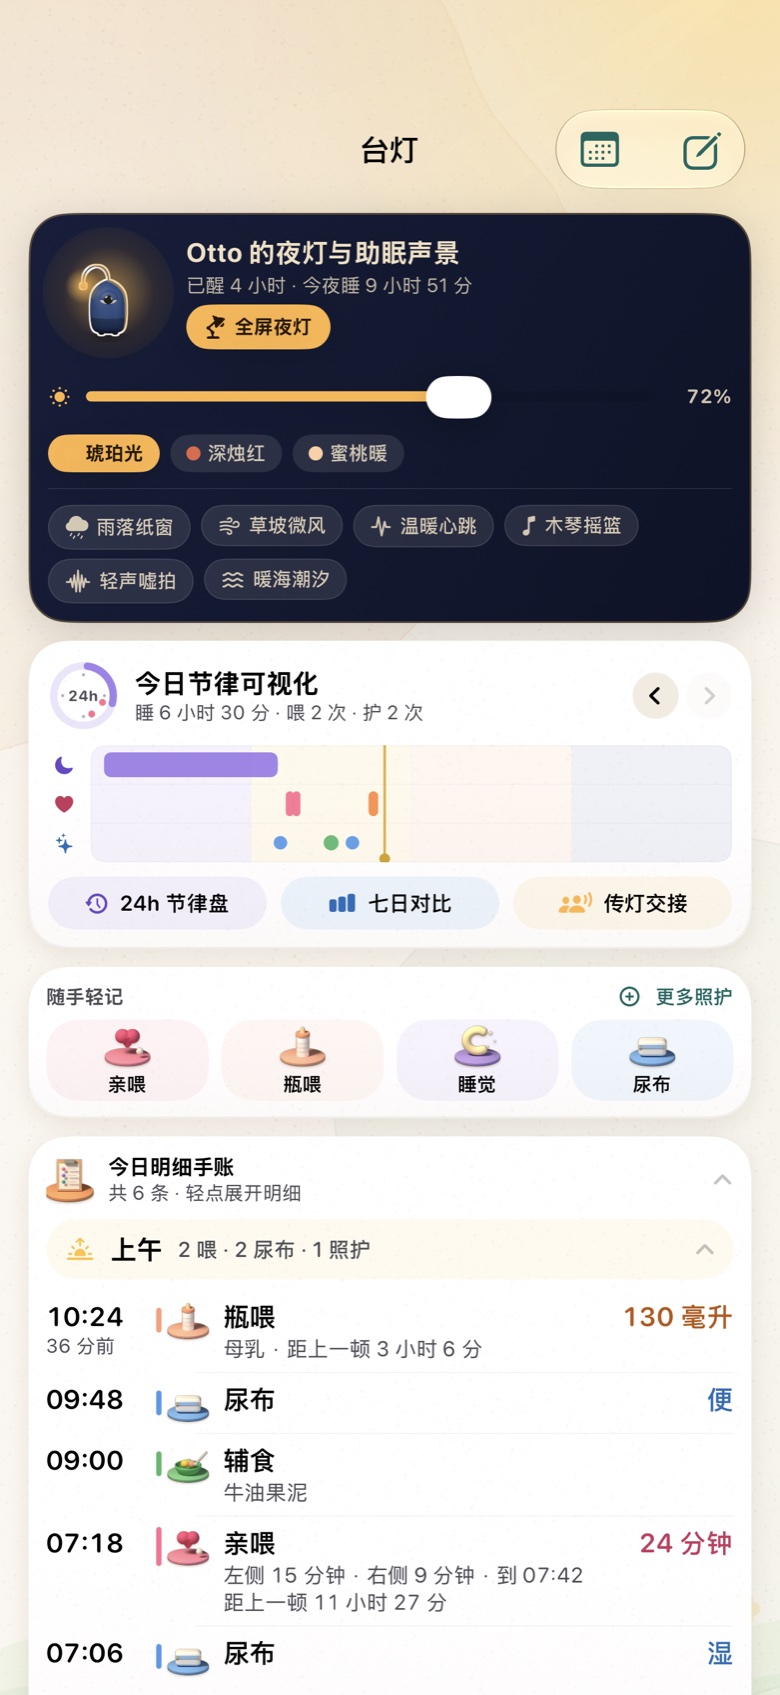 台灯
Otto 的夜灯与助眠声景
已醒 4 小时 · 今夜睡 9 小时 51 分
全屏夜灯
72%
琥珀光 深烛红 蜜桃暖
雨落纸窗 草坡微风 温暖心跳 木琴摇篮
轻声嘘拍 暖海潮汐
24h
今日节律可视化
睡 6 小时 30 分 · 喂 2 次 · 护 2 次
24h 节律盘 七日对比 传灯交接
随手轻记 更多照护
亲喂 瓶喂 睡觉 尿布
今日明细手账
共 6 条 · 轻点展开明细
上午 2 喂 · 2 尿布 · 1 照护
10:24 瓶喂 130 毫升
36 分前 母乳 · 距上一顿 3 小时 6 分
09:48 尿布 便
09:00 辅食
牛油果泥
07:18 亲喂 24 分钟
左侧 15 分钟 · 右侧 9 分钟 · 到 07:42
距上一顿 11 小时 27 分
07:06 尿布 湿